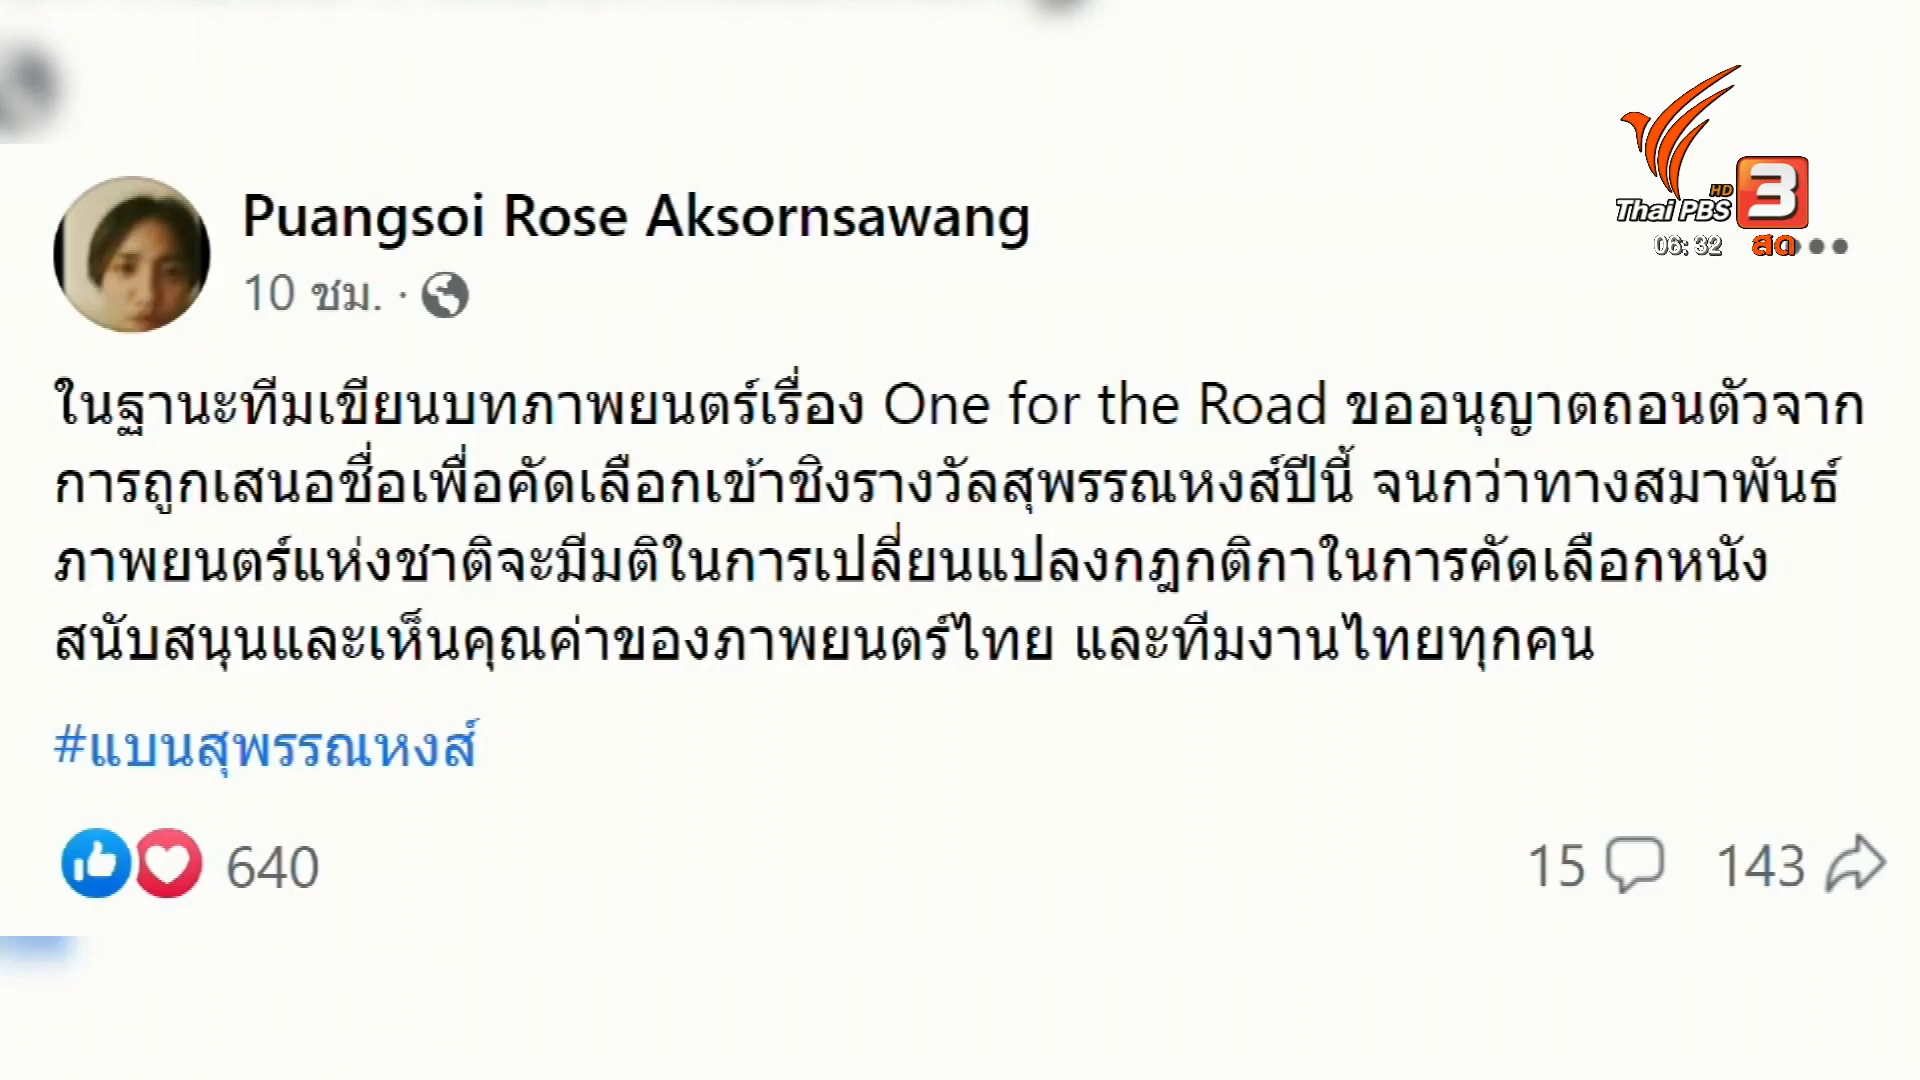 Puangsoi Rose Aksornsawang
10 ชม. ·
HD
Thai PBS 3
06:32 สด
ในฐานะทีมเขียนบทภาพยนตร์เรื่อง One for the Road ขออนุญาตถอนตัวจาก
การถูกเสนอชื่อเพื่อคัดเลือกเข้าชิงรางวัลสุพรรณหงส์ปีนี้ จนกว่าทางสมาพันธ์
ภาพยนตร์แห่งชาติจะมีมติในการเปลี่ยนแปลงกฎกติกาในการคัดเลือกหนัง
สนับสนุนและเห็นคุณค่าของภาพยนตร์ไทย และทีมงานไทยทุกคน
#แบนสุพรรณหงส์
640
15 143